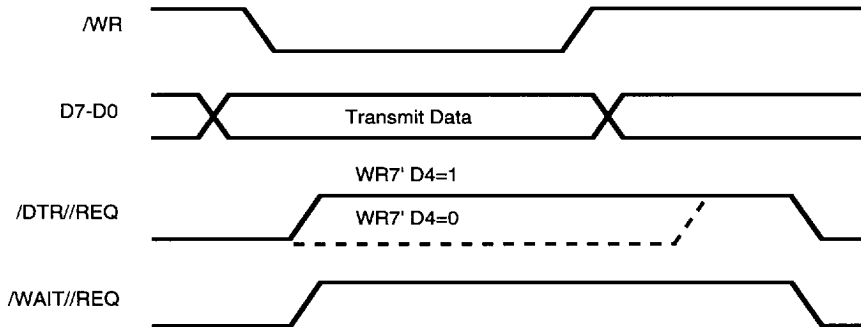 /WR
D7-D0
Transmit Data
WR7' D4=1
/DTR//REQ
WR7' D4=0
/WAIT//REQ